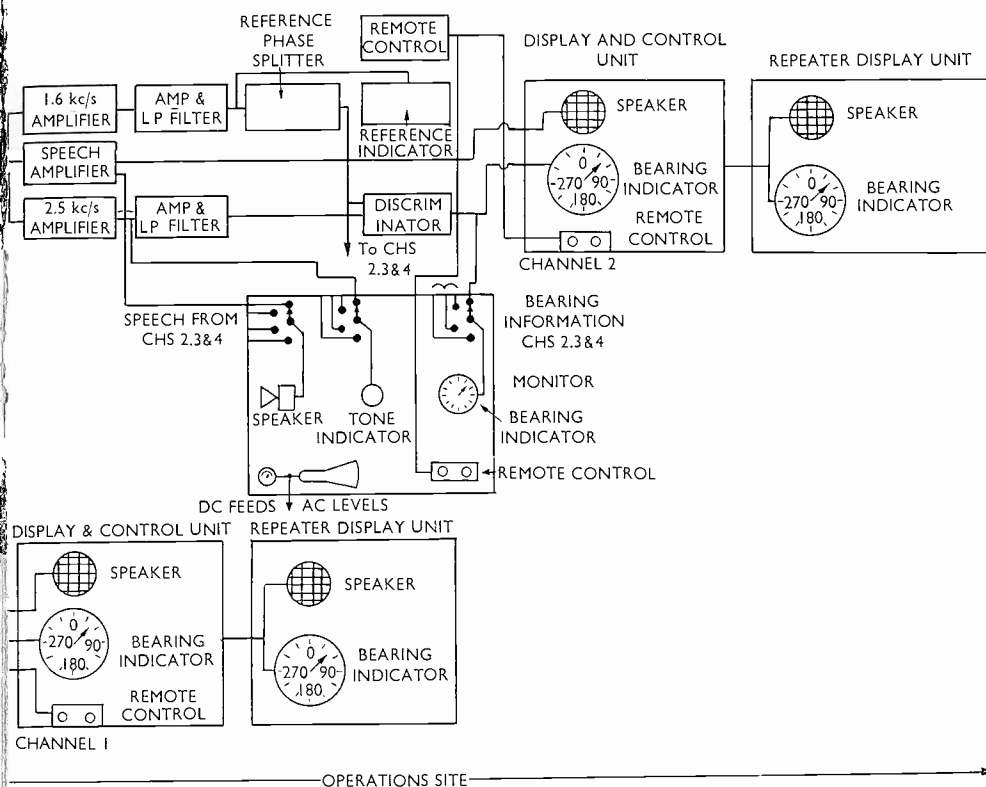 REFERENCE
PHASE
SPLITTER
REMOTE
CONTROL
DISPLAY AND CONTROL
UNIT
REPEATER DISPLAY UNIT
1.6 kc/s
AMPLIFIER
AMP &
LP FILTER
REFERENCE
INDICATOR
SPEAKER
SPEAKER
SPEECH
AMPLIFIER
0
270 90
180
BEARING
INDICATOR
0
270 90
180
BEARING
INDICATOR
2.5 kc/s
AMPLIFIER
AMP &
LP FILTER
DISCRIM
INATOR
REMOTE
CONTROL
To CHS
2.3&4
CHANNEL 2
SPEECH FROM
CHS 2.3&4
BEARING
INFORMATION
CHS 2.3&4
MONITOR
SPEAKER
TONE
INDICATOR
BEARING
INDICATOR
REMOTE CONTROL
DC FEEDS
AC LEVELS
DISPLAY & CONTROL UNIT
REPEATER DISPLAY UNIT
SPEAKER
SPEAKER
0
270 90
180
BEARING
INDICATOR
0
270 90
180
BEARING
INDICATOR
REMOTE
CONTROL
CHANNEL 1
OPERATIONS SITE